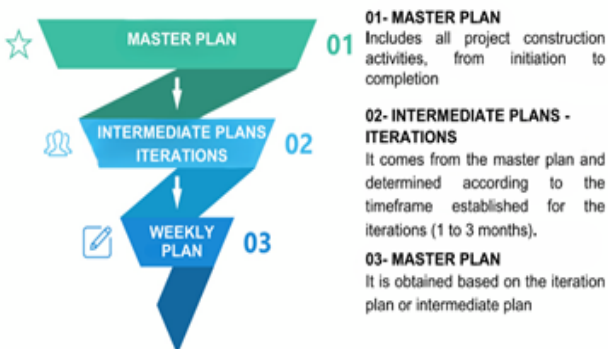 MASTER PLAN
01
INTERMEDIATE PLANS
ITERATIONS
02
WEEKLY
PLAN
03
01- MASTER PLAN
Includes all project construction
activities, from initiation to
completion
02- INTERMEDIATE PLANS -
ITERATIONS
It comes from the master plan and
determined according to the
timeframe established for the
iterations (1 to 3 months).
03- MASTER PLAN
It is obtained based on the iteration
plan or intermediate plan